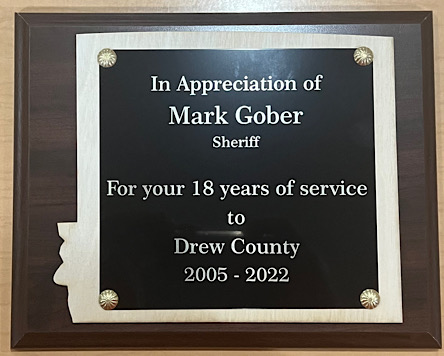 In Appreciation of
Mark Gober
Sheriff
For your 18 years of service
to
Drew County
2005 - 2022